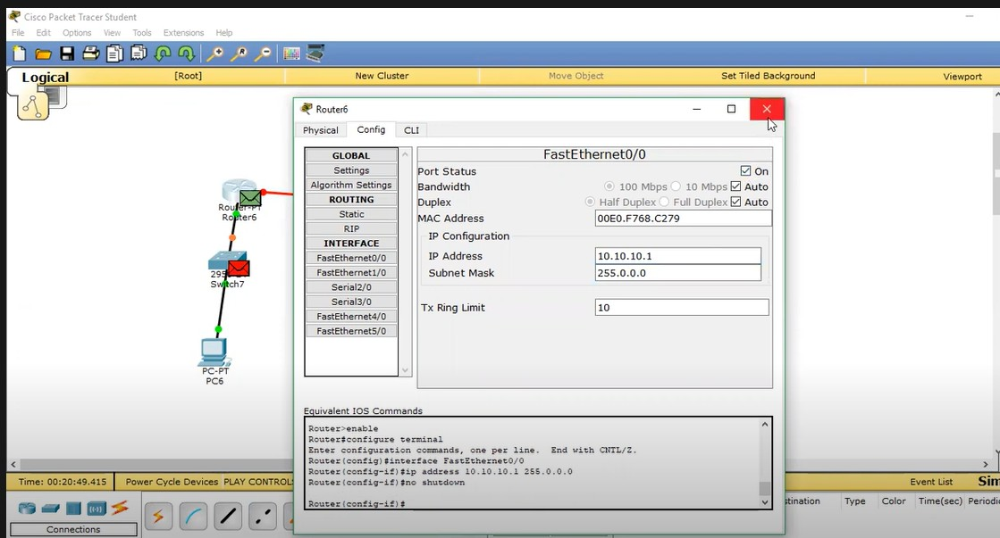 Cisco Packet Tracer Student
File Edit Options View Tools Extensions Help
Logical [Root] New Cluster Move Object Set Tiled Background Viewport
Router6
Physical Config CLI
GLOBAL
Settings
Algorithm Settings
ROUTING
Static
RIP
INTERFACE
FastEthernet0/0
FastEthernet1/0
Serial2/0
Serial3/0
FastEthernet4/0
FastEthernet5/0
FastEthernet0/0
Port Status On
Bandwidth 100 Mbps 10 Mbps Auto
Duplex Half Duplex Full Duplex Auto
MAC Address 00E0.F768.C279
IP Configuration
IP Address 10.10.10.1
Subnet Mask 255.0.0.0
Tx Ring Limit 10
Router6
Switch7
PC-PT
PC6
Equivalent IOS Commands
Router>enable
Router#configure terminal
Enter configuration commands, one per line. End with CNTL/Z.
Router(config)#interface FastEthernet0/0
Router(config-if)#ip address 10.10.10.1 255.0.0.0
Router(config-if)#no shutdown
Router(config-if)#
Time: 00:20:49.415 Power Cycle Devices PLAY CONTROL Event List Sim
Type Color Time(sec)
Connections